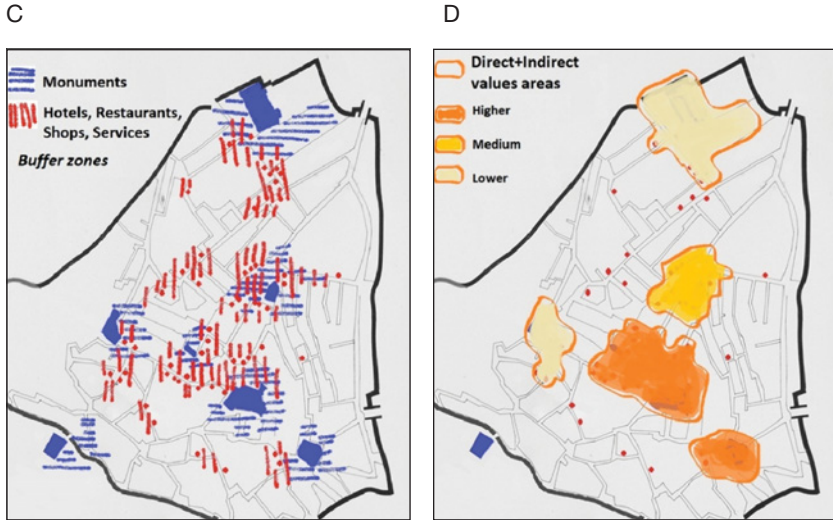 C
Monuments
Hotels, Restaurants,
Shops, Services
Buffer zones
D
Direct+Indirect
values areas
Higher
Medium
Lower